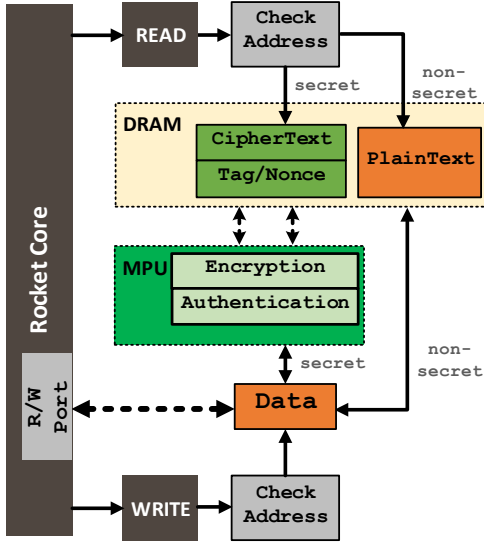 READ
Check
Address
secret
non-
secret
DRAM
CipherText
Tag/Nonce
PlainText
Rocket Core
MPU
Encryption
Authentication
secret
non-
secret
R/W
Port
Data
WRITE
Check
Address